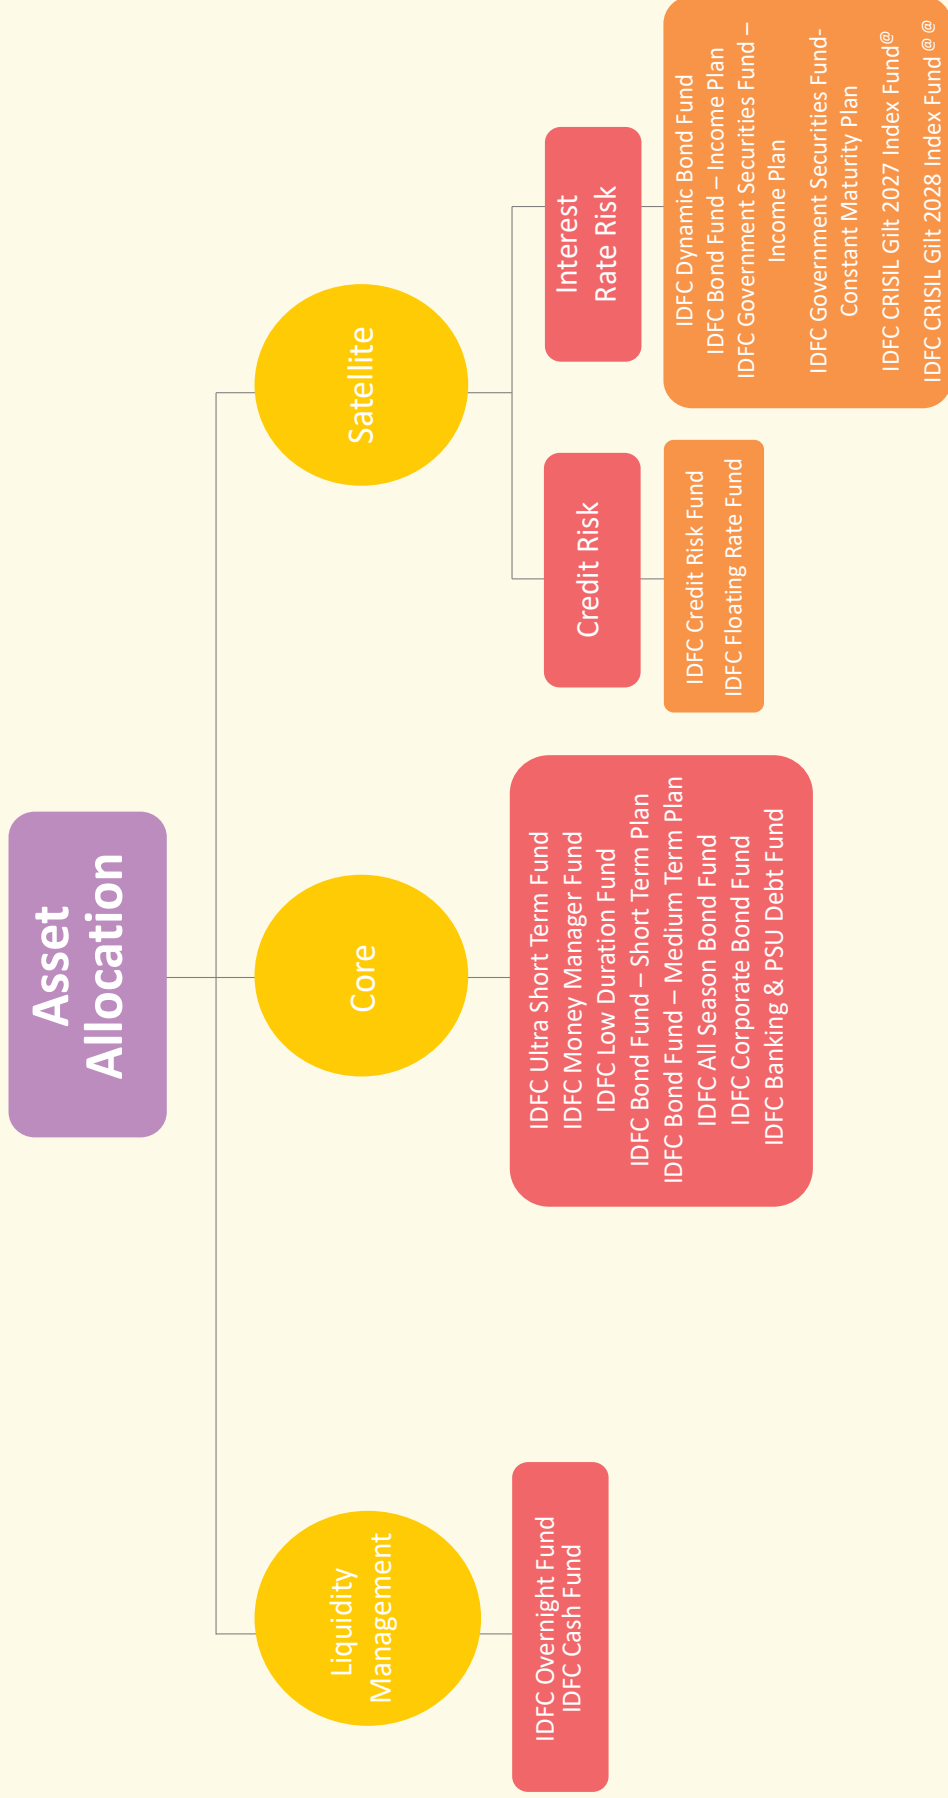 Asset
Allocation
Liquidity
Management
Core
Satellite
IDFC Overnight Fund
IDFC Cash Fund
IDFC Ultra Short Term Fund
IDFC Money Manager Fund
IDFC Low Duration Fund
IDFC Bond Fund – Short Term Plan
IDFC Bond Fund – Medium Term Plan
IDFC All Season Bond Fund
IDFC Corporate Bond Fund
IDFC Banking & PSU Debt Fund
Credit Risk
IDFC Credit Risk Fund
IDFC Floating Rate Fund
Interest
Rate Risk
IDFC Dynamic Bond Fund
IDFC Bond Fund – Income Plan
IDFC Government Securities Fund –
Income Plan
IDFC Government Securities Fund-
Constant Maturity Plan
IDFC CRISIL Gilt 2027 Index Fund@
IDFC CRISIL Gilt 2028 Index Fund @ @